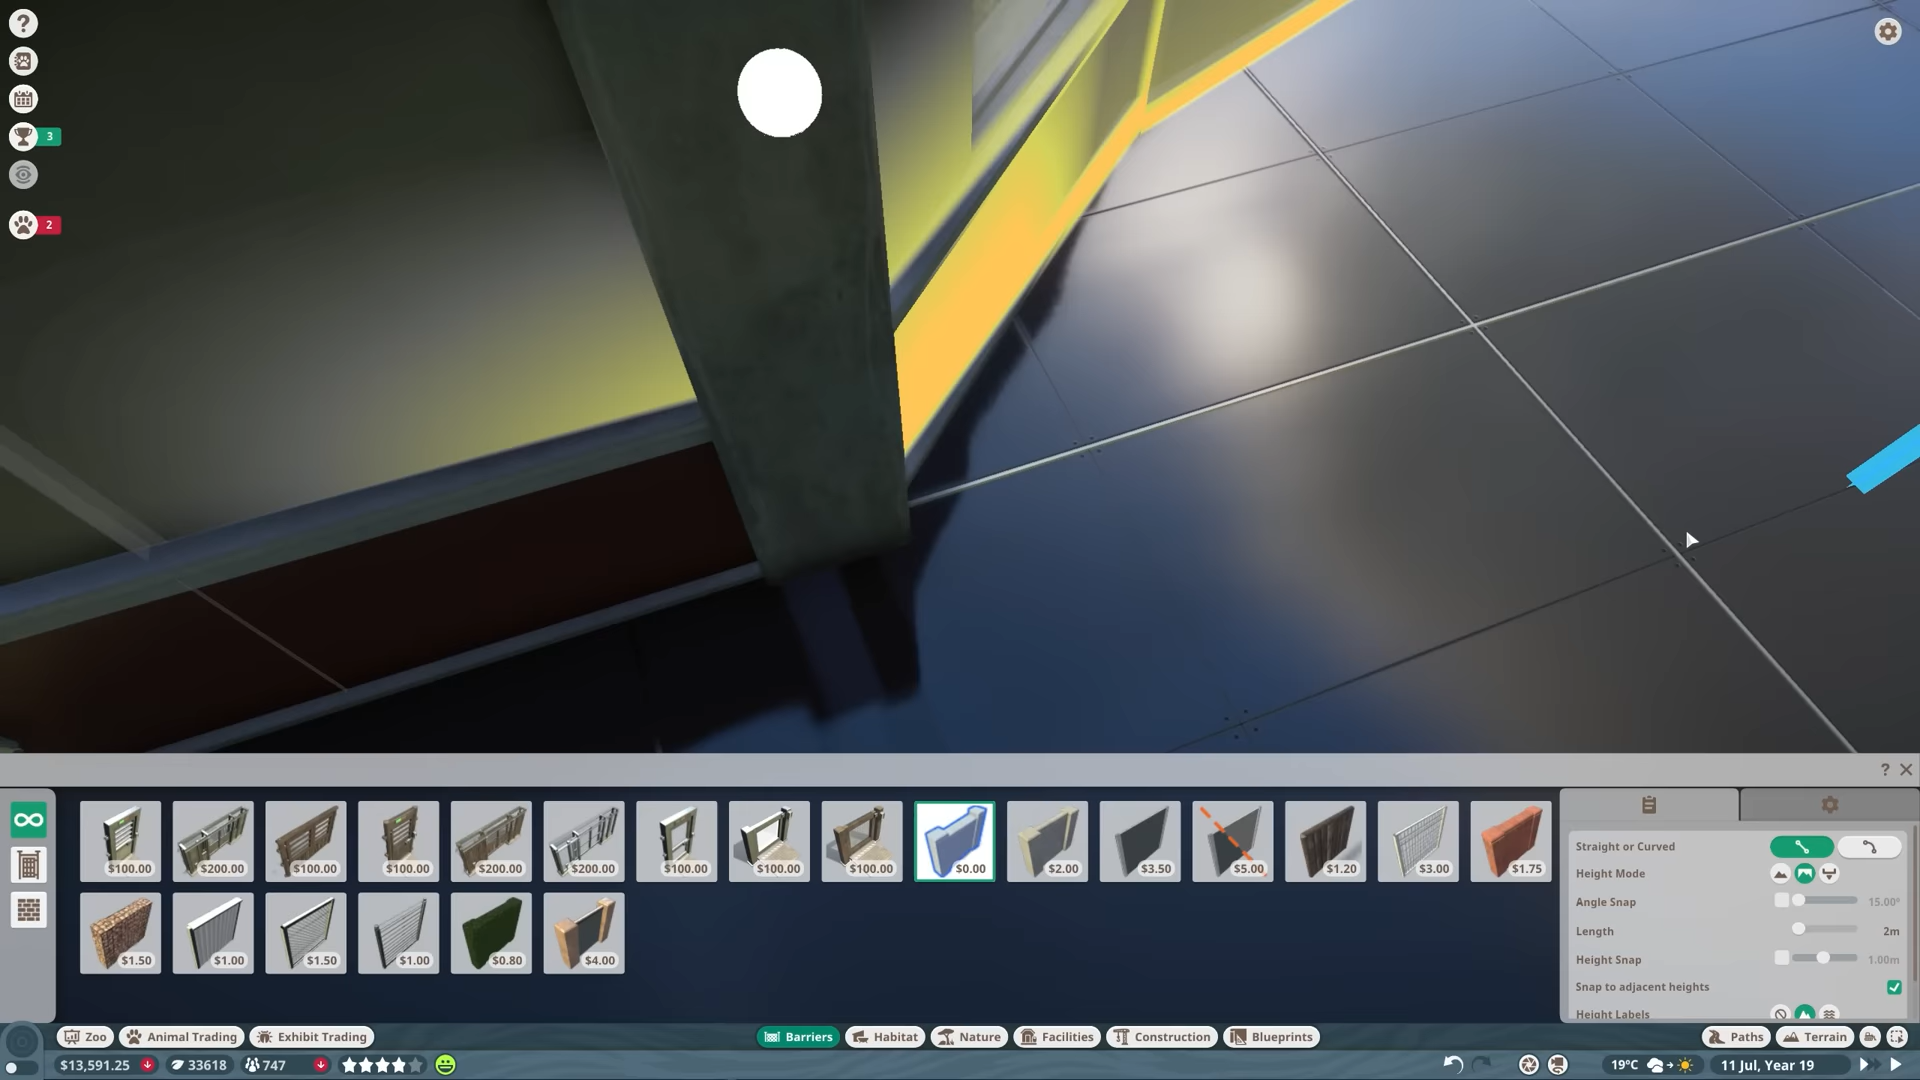 ?
3
2
? ×
$100.00 $200.00 $100.00 $100.00 $200.00 $200.00 $100.00 $100.00 $100.00 $0.00 $2.00 $3.50 $5.00 $1.20 $3.00 $1.75
$1.50 $1.00 $1.50 $1.00 $0.80 $4.00
Straight or Curved
Height Mode
Angle Snap 15.00°
Length 2m
Height Snap 1.00m
Snap to adjacent heights
Height Labels
Zoo Animal Trading Exhibit Trading Barriers Habitat Nature Facilities Construction Blueprints Paths Terrain
$13,591.25 33618 747 19°C 11 Jul, Year 19